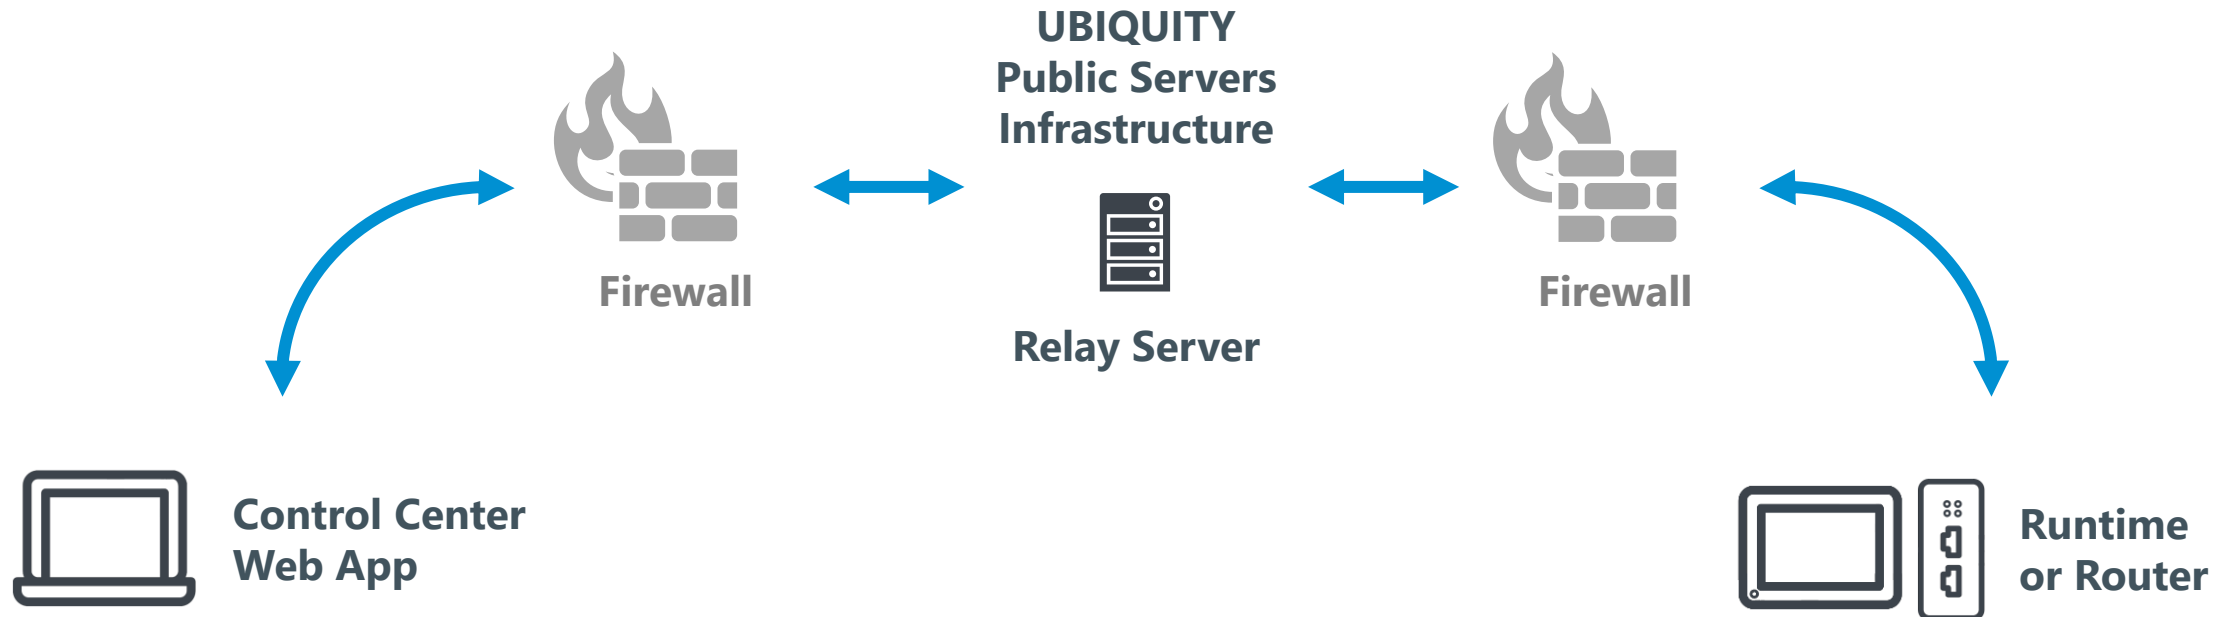 UBIQUITY
Public Servers
Infrastructure
Firewall
Firewall
Relay Server
Control Center
Web App
Runtime
or Router